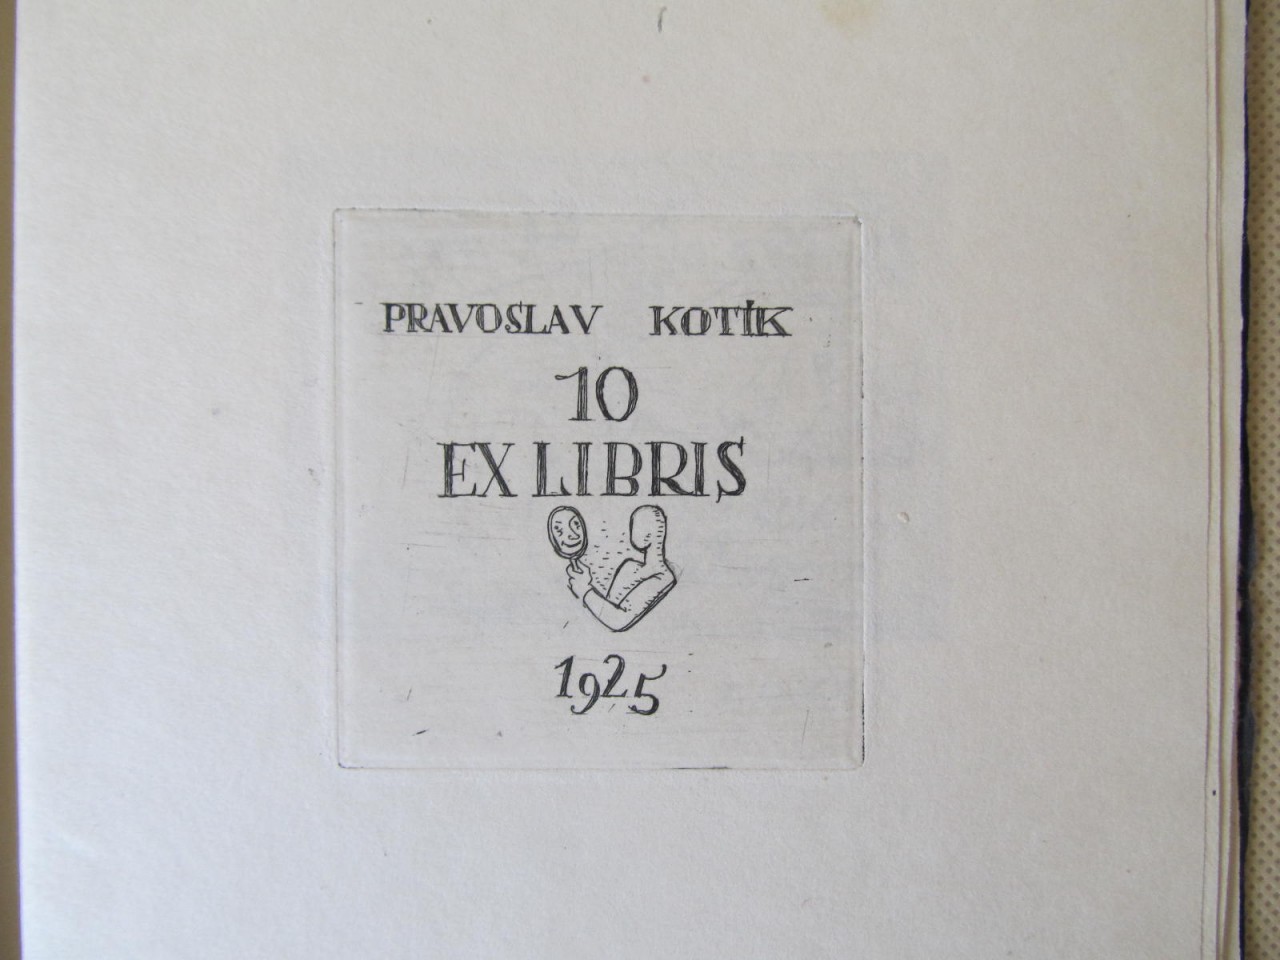 PRAVOSLAV KOTÍK
10
EX LIBRIS
1925